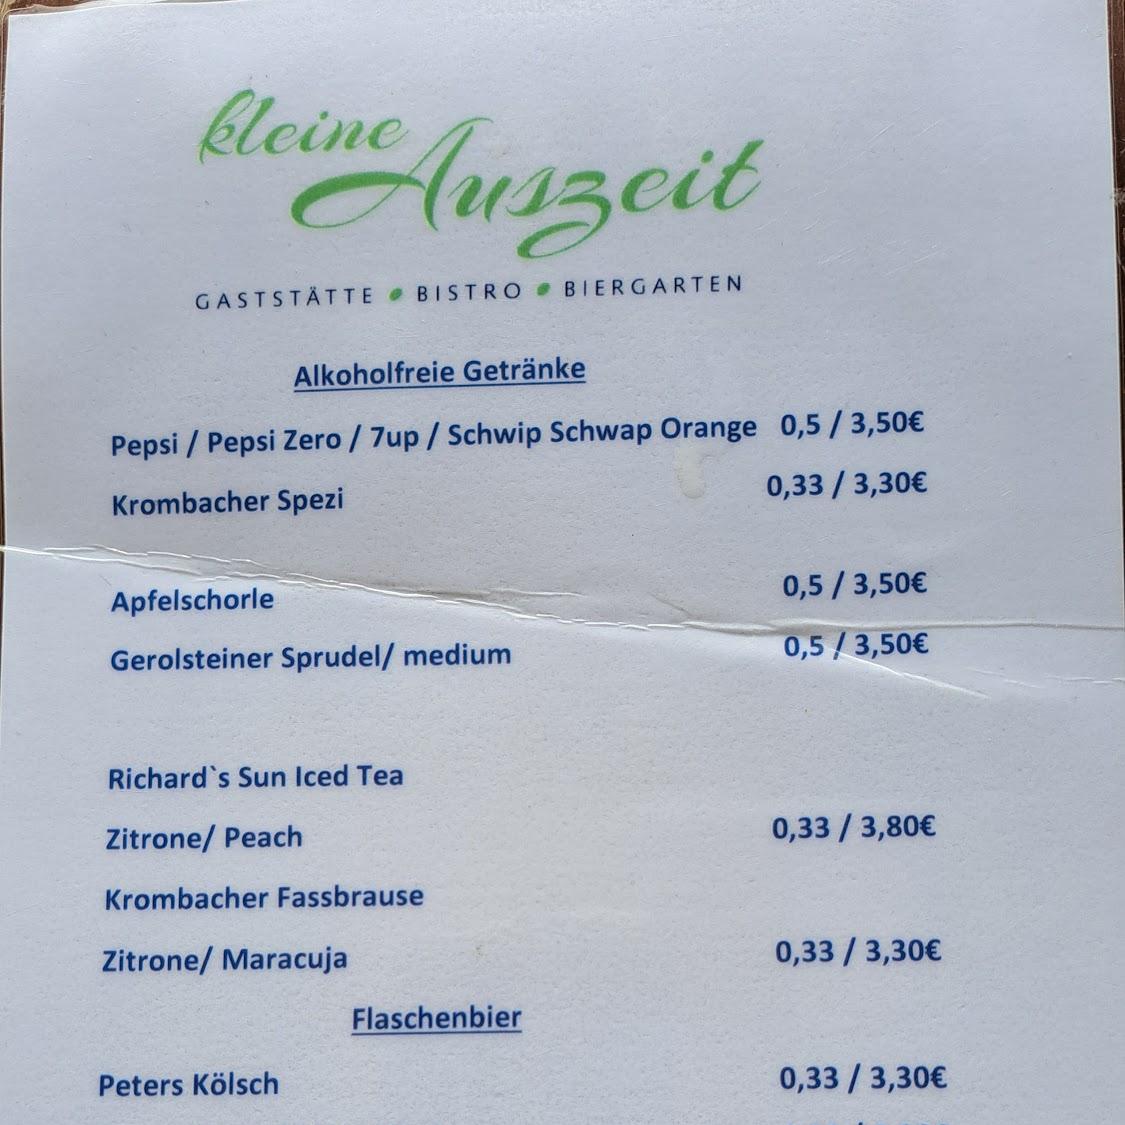 kleine
Auszeit
GASTSTÄTTE • BISTRO • BIERGARTEN
Alkoholfreie Getränke
Pepsi / Pepsi Zero / 7up / Schwip Schwap Orange 0,5 / 3,50€
Krombacher Spezi 0,33 / 3,30€
Apfelschorle 0,5 / 3,50€
Gerolsteiner Sprudel/ medium 0,5 / 3,50€
Richard`s Sun Iced Tea
Zitrone/ Peach 0,33 / 3,80€
Krombacher Fassbrause
Zitrone/ Maracuja 0,33 / 3,30€
Flaschenbier
Peters Kölsch 0,33 / 3,30€